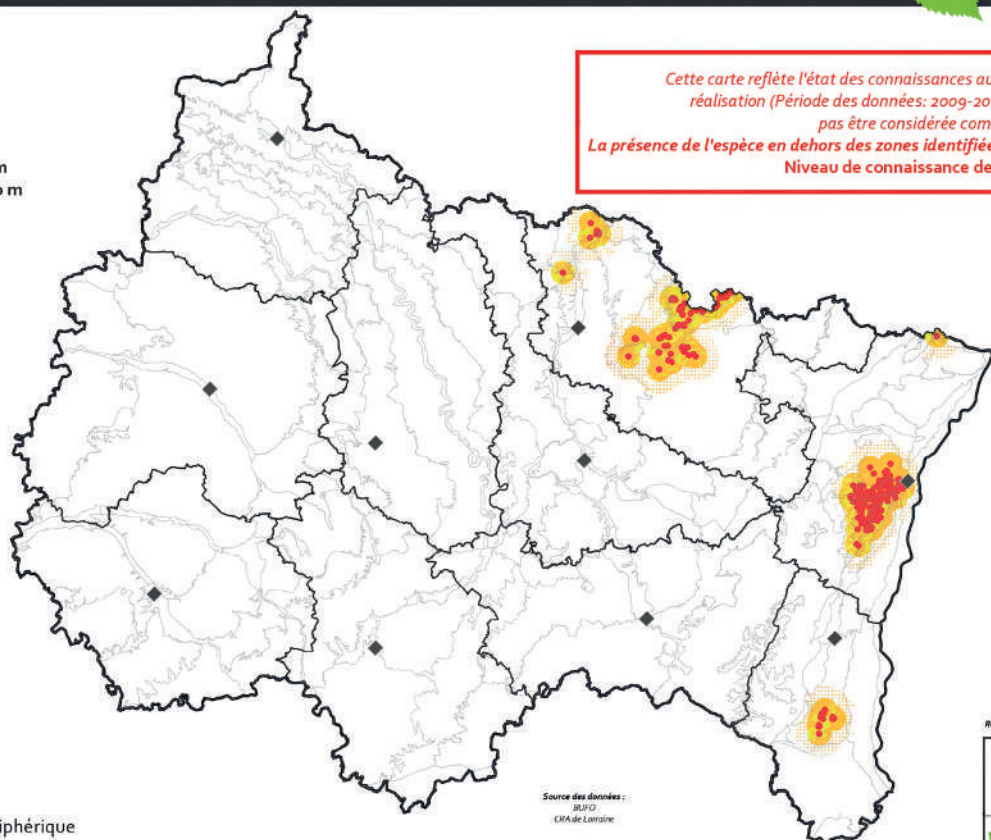 Cette carte reflète l'état des connaissances au
réalisation (Période des données: 2009-20
pas être considérée com
La présence de l'espèce en dehors des zones identifiée
Niveau de connaissance de
m
o m
Source des données :
BUFO
CRA de Lorraine
iphérique